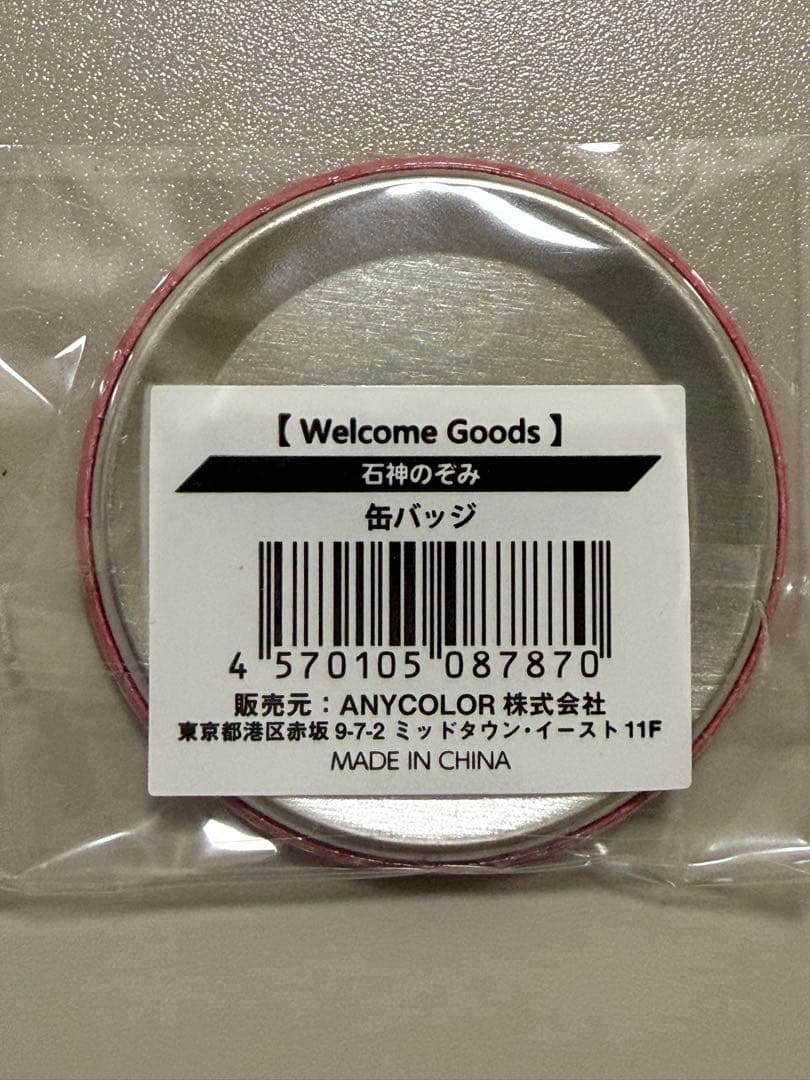 【 Welcome Goods 】
石神のぞみ
缶バッジ
4 570105 087870
販売元：ANYCOLOR 株式会社
東京都港区赤坂 9-7-2 ミッドタウン・イースト 11F
MADE IN CHINA